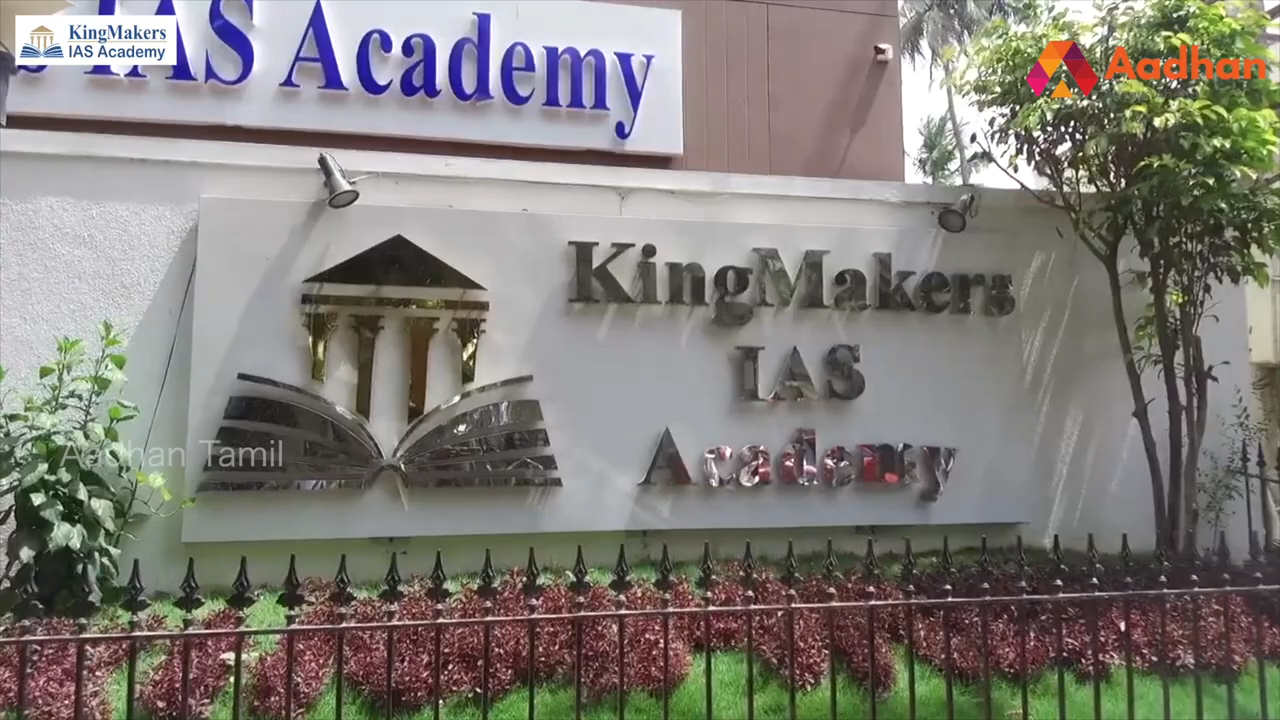 KingMakers
IAS Academy
IAS Academy
Aadhan
KingMakers
IAS
Academy
Aadhan Tamil